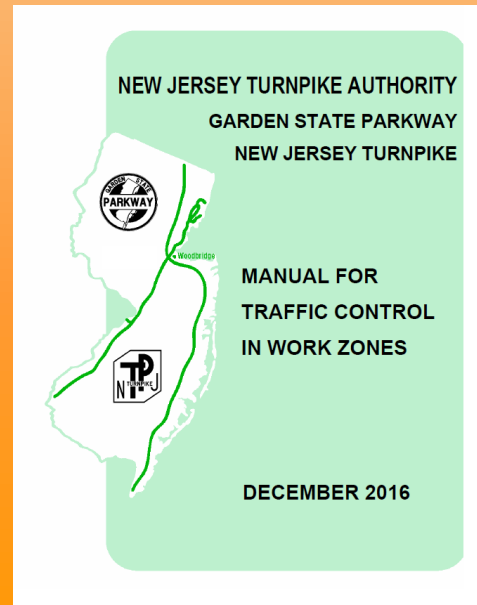 NEW JERSEY TURNPIKE AUTHORITY
GARDEN STATE PARKWAY
NEW JERSEY TURNPIKE
GARDEN STATE
PARKWAY
Woodbridge
MANUAL FOR
TRAFFIC CONTROL
IN WORK ZONES
TP
N TURNPIKE J
DECEMBER 2016